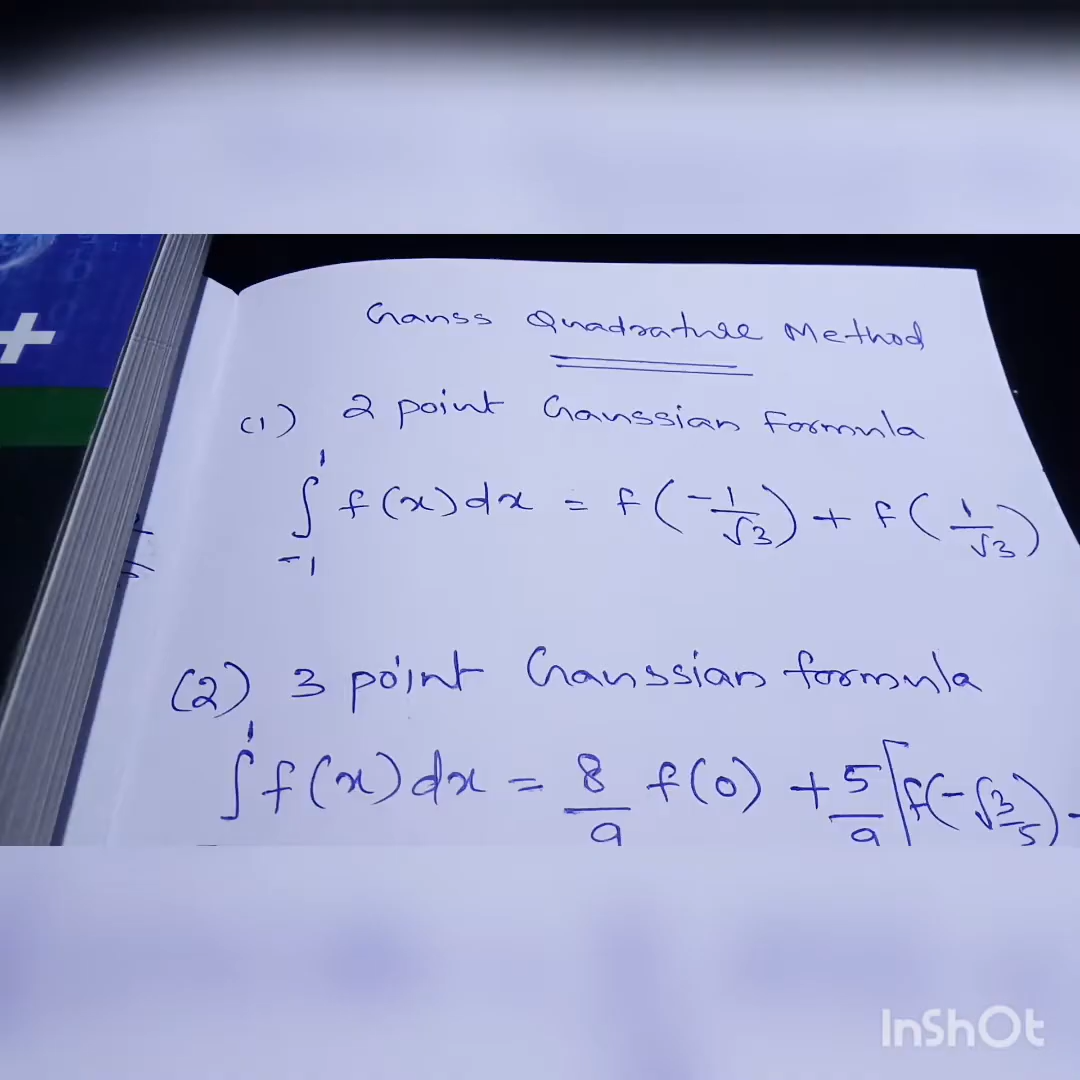 Gauss Quadrature Method
(1) 2 point Gaussian Formula
∫₋₁¹ f(x)dx = f(-1/√3) + f(1/√3)
(2) 3 point Gaussian formula
∫¹ f(x)dx = 8/9 f(0) + 5/9 [f(-√3/5) +
InShOt